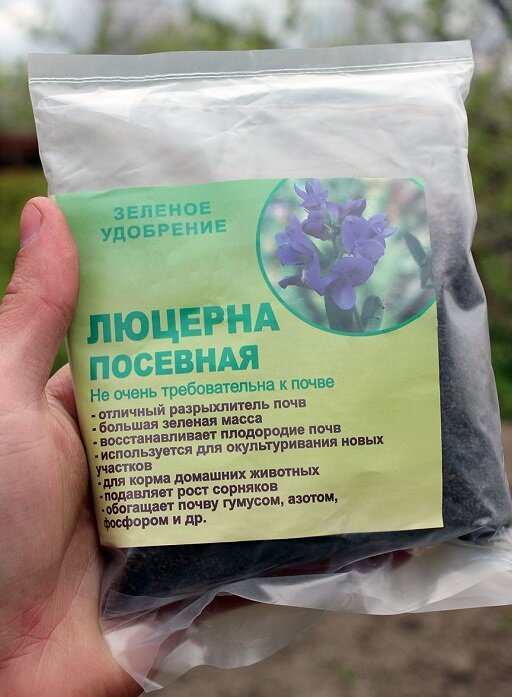 ЗЕЛЕНОЕ
УДОБРЕНИЕ
ЛЮЦЕРНА
ПОСЕВНАЯ
Не очень требовательна к почве
- отличный разрыхлитель почв
- большая зеленая масса
- восстанавливает плодородие почв
- используется для окультуривания новых
участков
- для корма домашних животных
- подавляет рост сорняков
- обогащает почву гумусом, азотом,
фосфором и др.